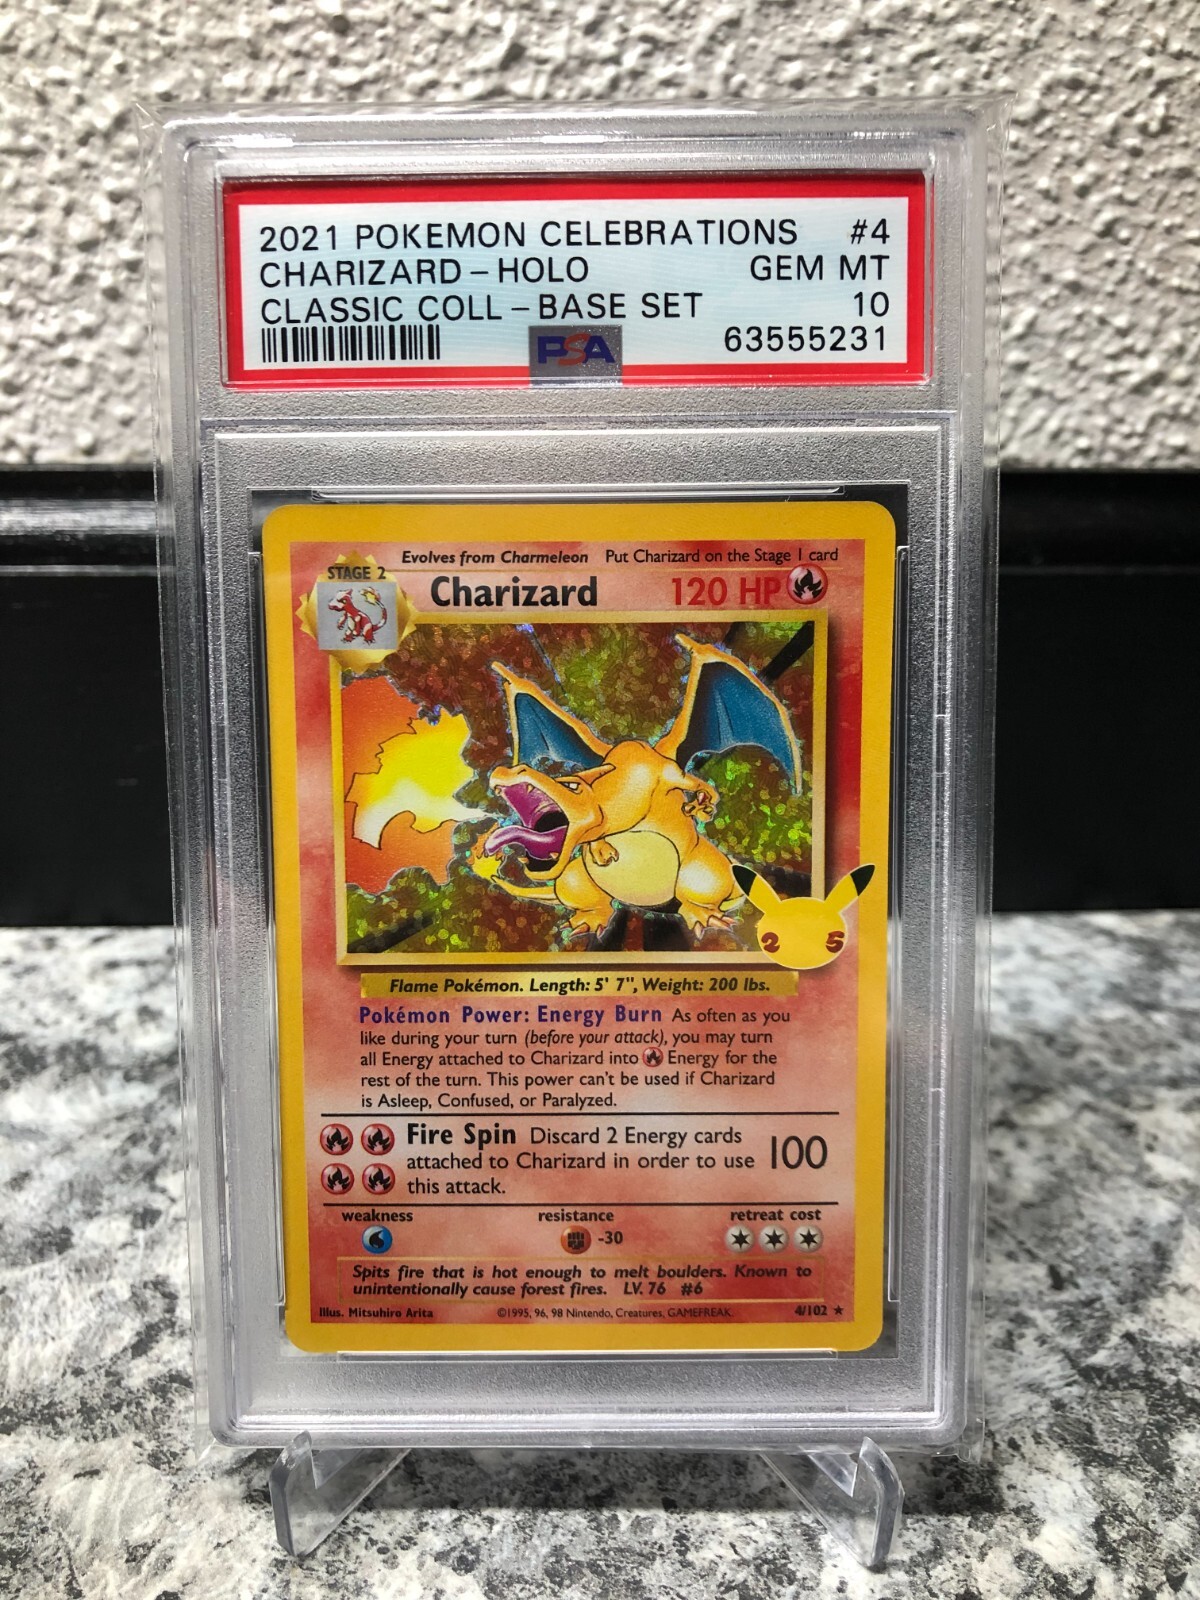 2021 POKEMON CELEBRATIONS #4
CHARIZARD - HOLO GEM MT
CLASSIC COLL - BASE SET 10
PSA 63555231
Evolves from Charmeleon Put Charizard on the Stage 1 card
STAGE 2
Charizard 120 HP
2 5
Flame Pokémon. Length: 5' 7", Weight: 200 lbs.
Pokémon Power: Energy Burn As often as you
like during your turn (before your attack), you may turn
all Energy attached to Charizard into Energy for the
rest of the turn. This power can't be used if Charizard
is Asleep, Confused, or Paralyzed.
Fire Spin Discard 2 Energy cards
attached to Charizard in order to use 100
this attack.
weakness resistance retreat cost
-30
Spits fire that is hot enough to melt boulders. Known to
unintentionally cause forest fires. LV. 76 #6
Illus. Mitsuhiro Arita ©1995, 96, 98 Nintendo, Creatures, GAMEFREAK. 4/102 ★